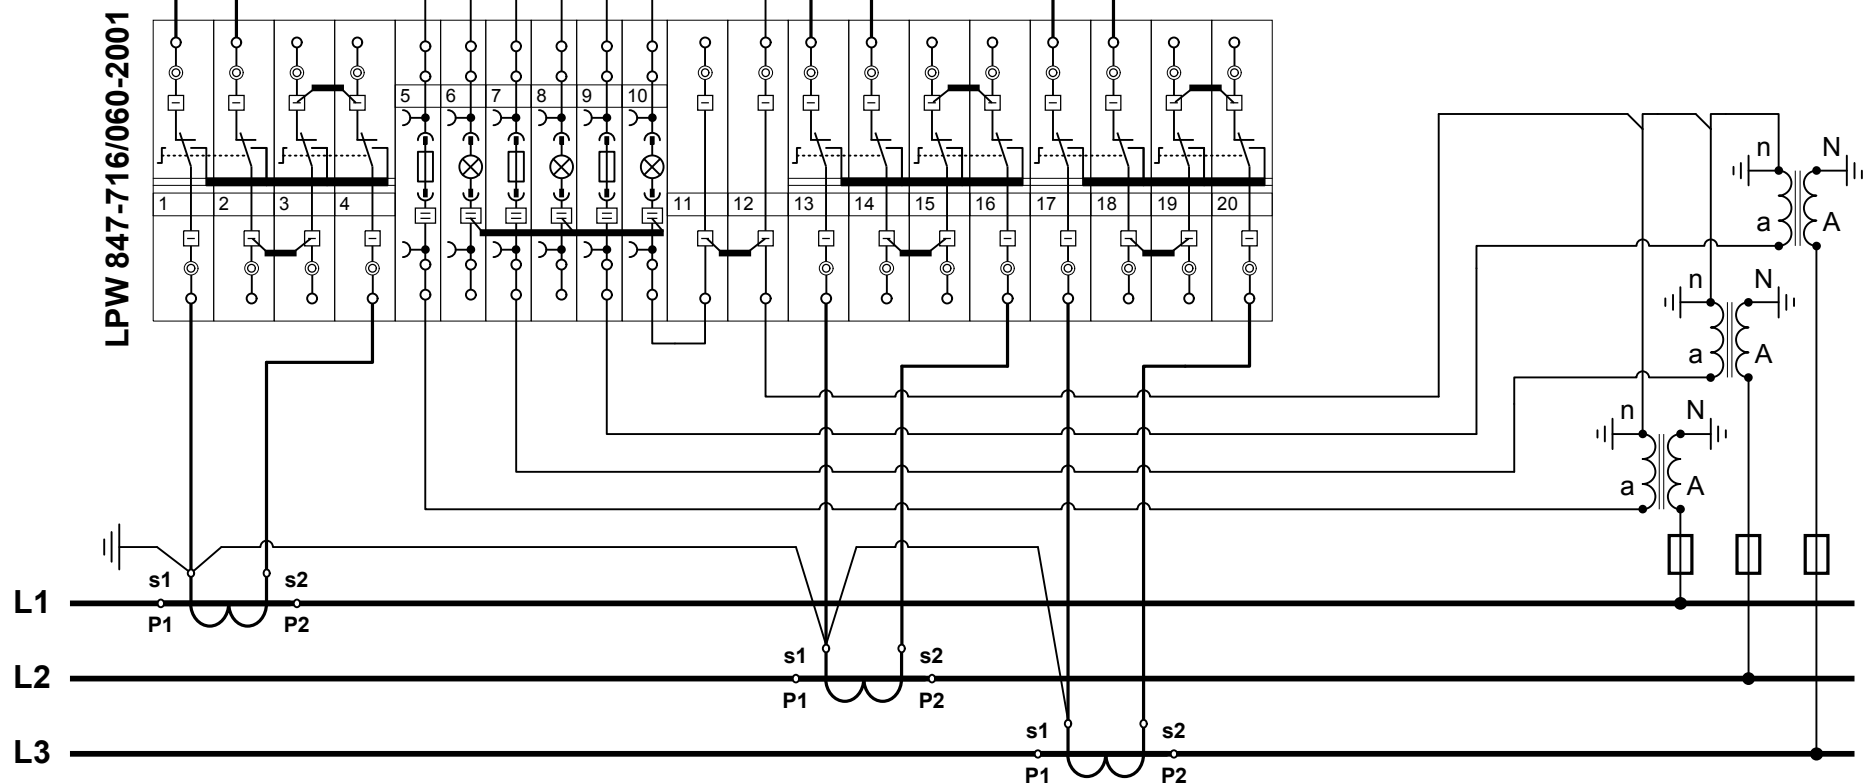 LPW 847-716/060-2001
5 6 7 8 9 10
1 2 3 4 11 12 13 14 15 16 17 18 19 20
n N
a A
n N
a A
n N
a A
s1 s2
L1
P1 P2
s1 s2
L2
P1 P2
s1 s2
L3
P1 P2